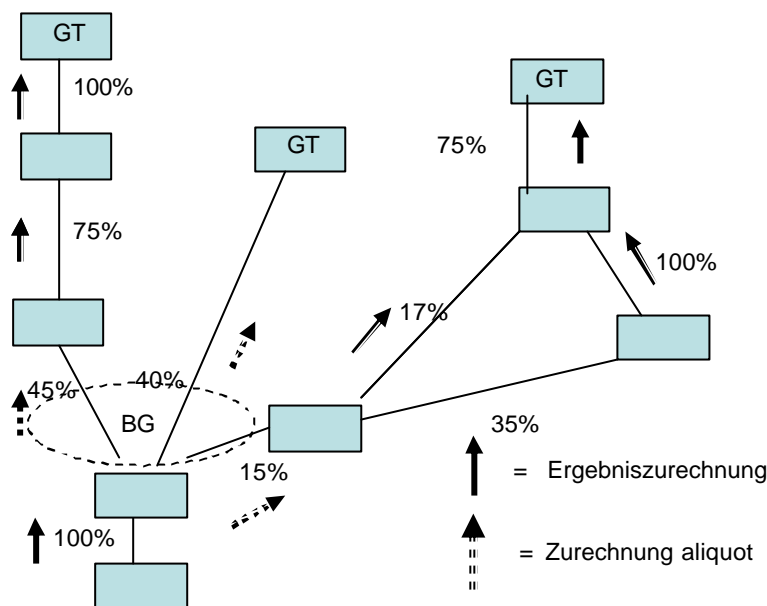 GT
100%
GT
75%
GT
75%
100%
17%
45%
40%
BG
35%
15%
= Ergebniszurechnung
100%
= Zurechnung aliquot